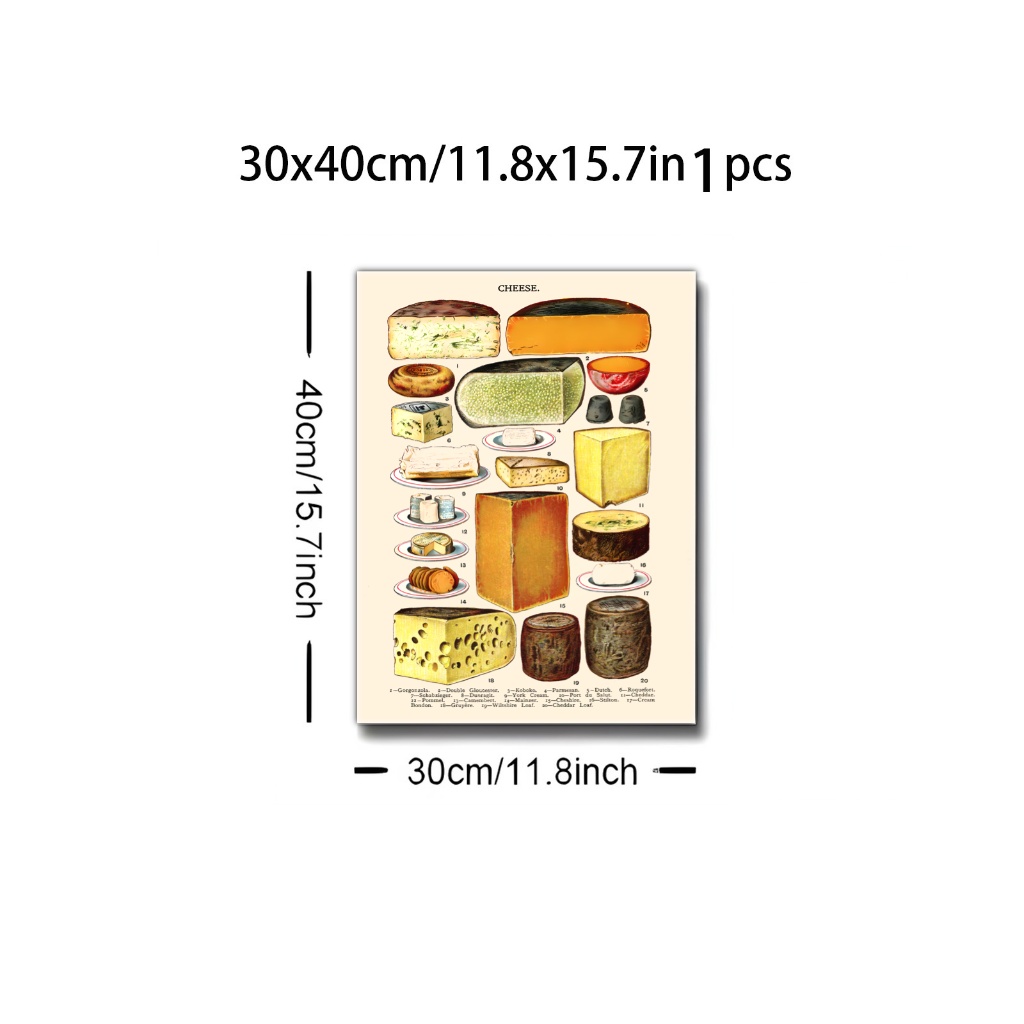 30x40cm/11.8x15.7in 1 pcs
CHEESE.
1
2
3
5
4
7
6
8
10
9
11
12
13
16
14
17
15
18
19
20
1—Gorgonzola. 2—Double Gloucester. 3—Koboko. 4—Parmesan. 5—Dutch. 6—Roquefort.
7—Schabzieger. 8—Dunragit. 9—York Cream. 10—Port du Salut. 11—Cheddar.
12—Pommel. 13—Camembert. 14—Mainzer. 15—Cheshire. 16—Stilton. 17—Cream
Bondon. 18—Gruyère. 19—Wiltshire Loaf. 20—Cheddar Loaf.
40cm/15.7inch
30cm/11.8inch